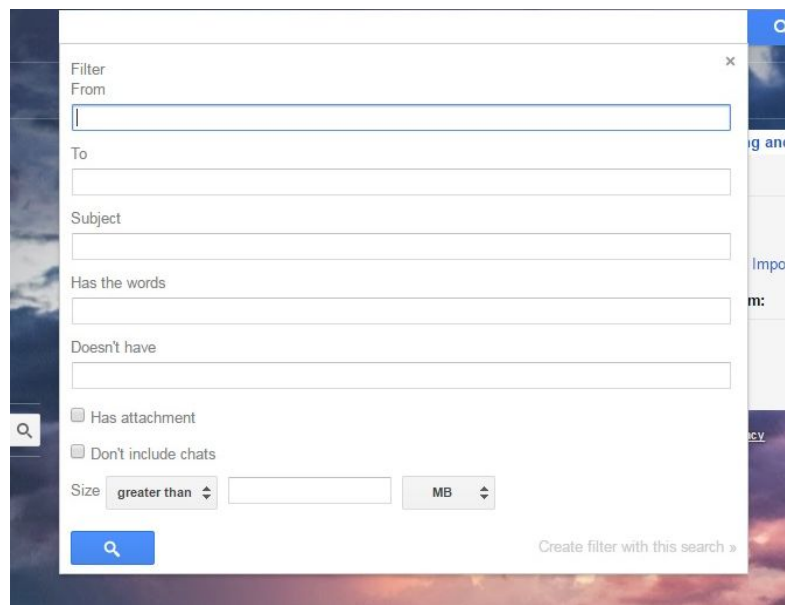 Filter
From
To
Subject
Has the words
Doesn't have
Has attachment
Don't include chats
Size greater than MB
Create filter with this search »
Impo
m: